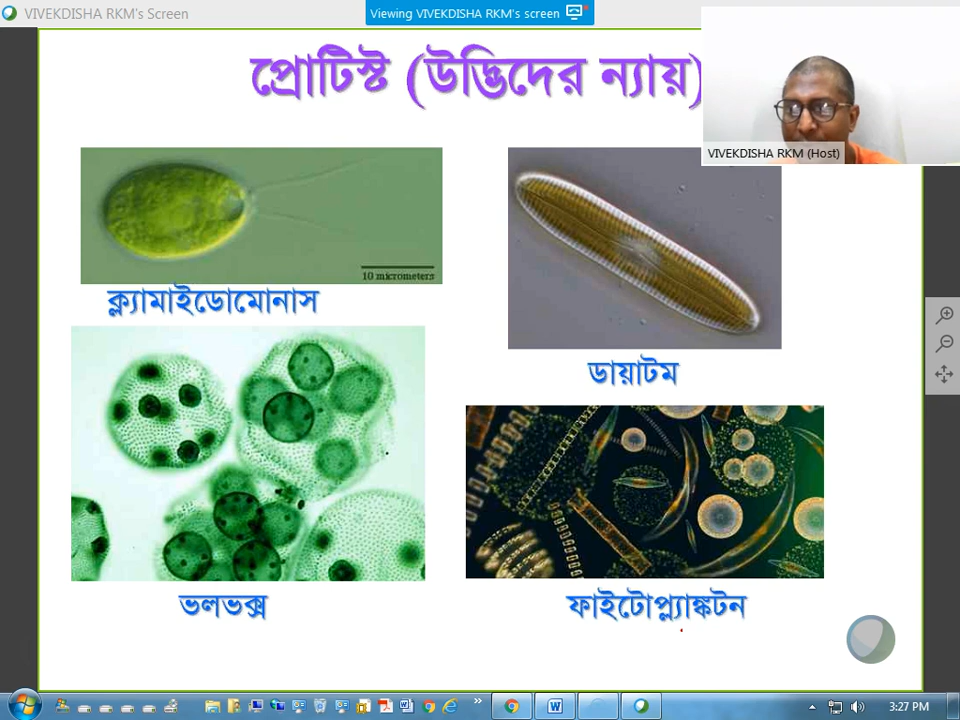 VIVEKDISHA RKM's Screen
Viewing VIVEKDISHA RKM's screen
প্রোটিস্ট (উদ্ভিদের ন্যায়)
VIVEKDISHA RKM (Host)
10 micrometers
ক্ল্যামাইডোমোনাস
ডায়াটম
ভলভক্স
ফাইটোপ্ল্যাঙ্কটন
3:27 PM